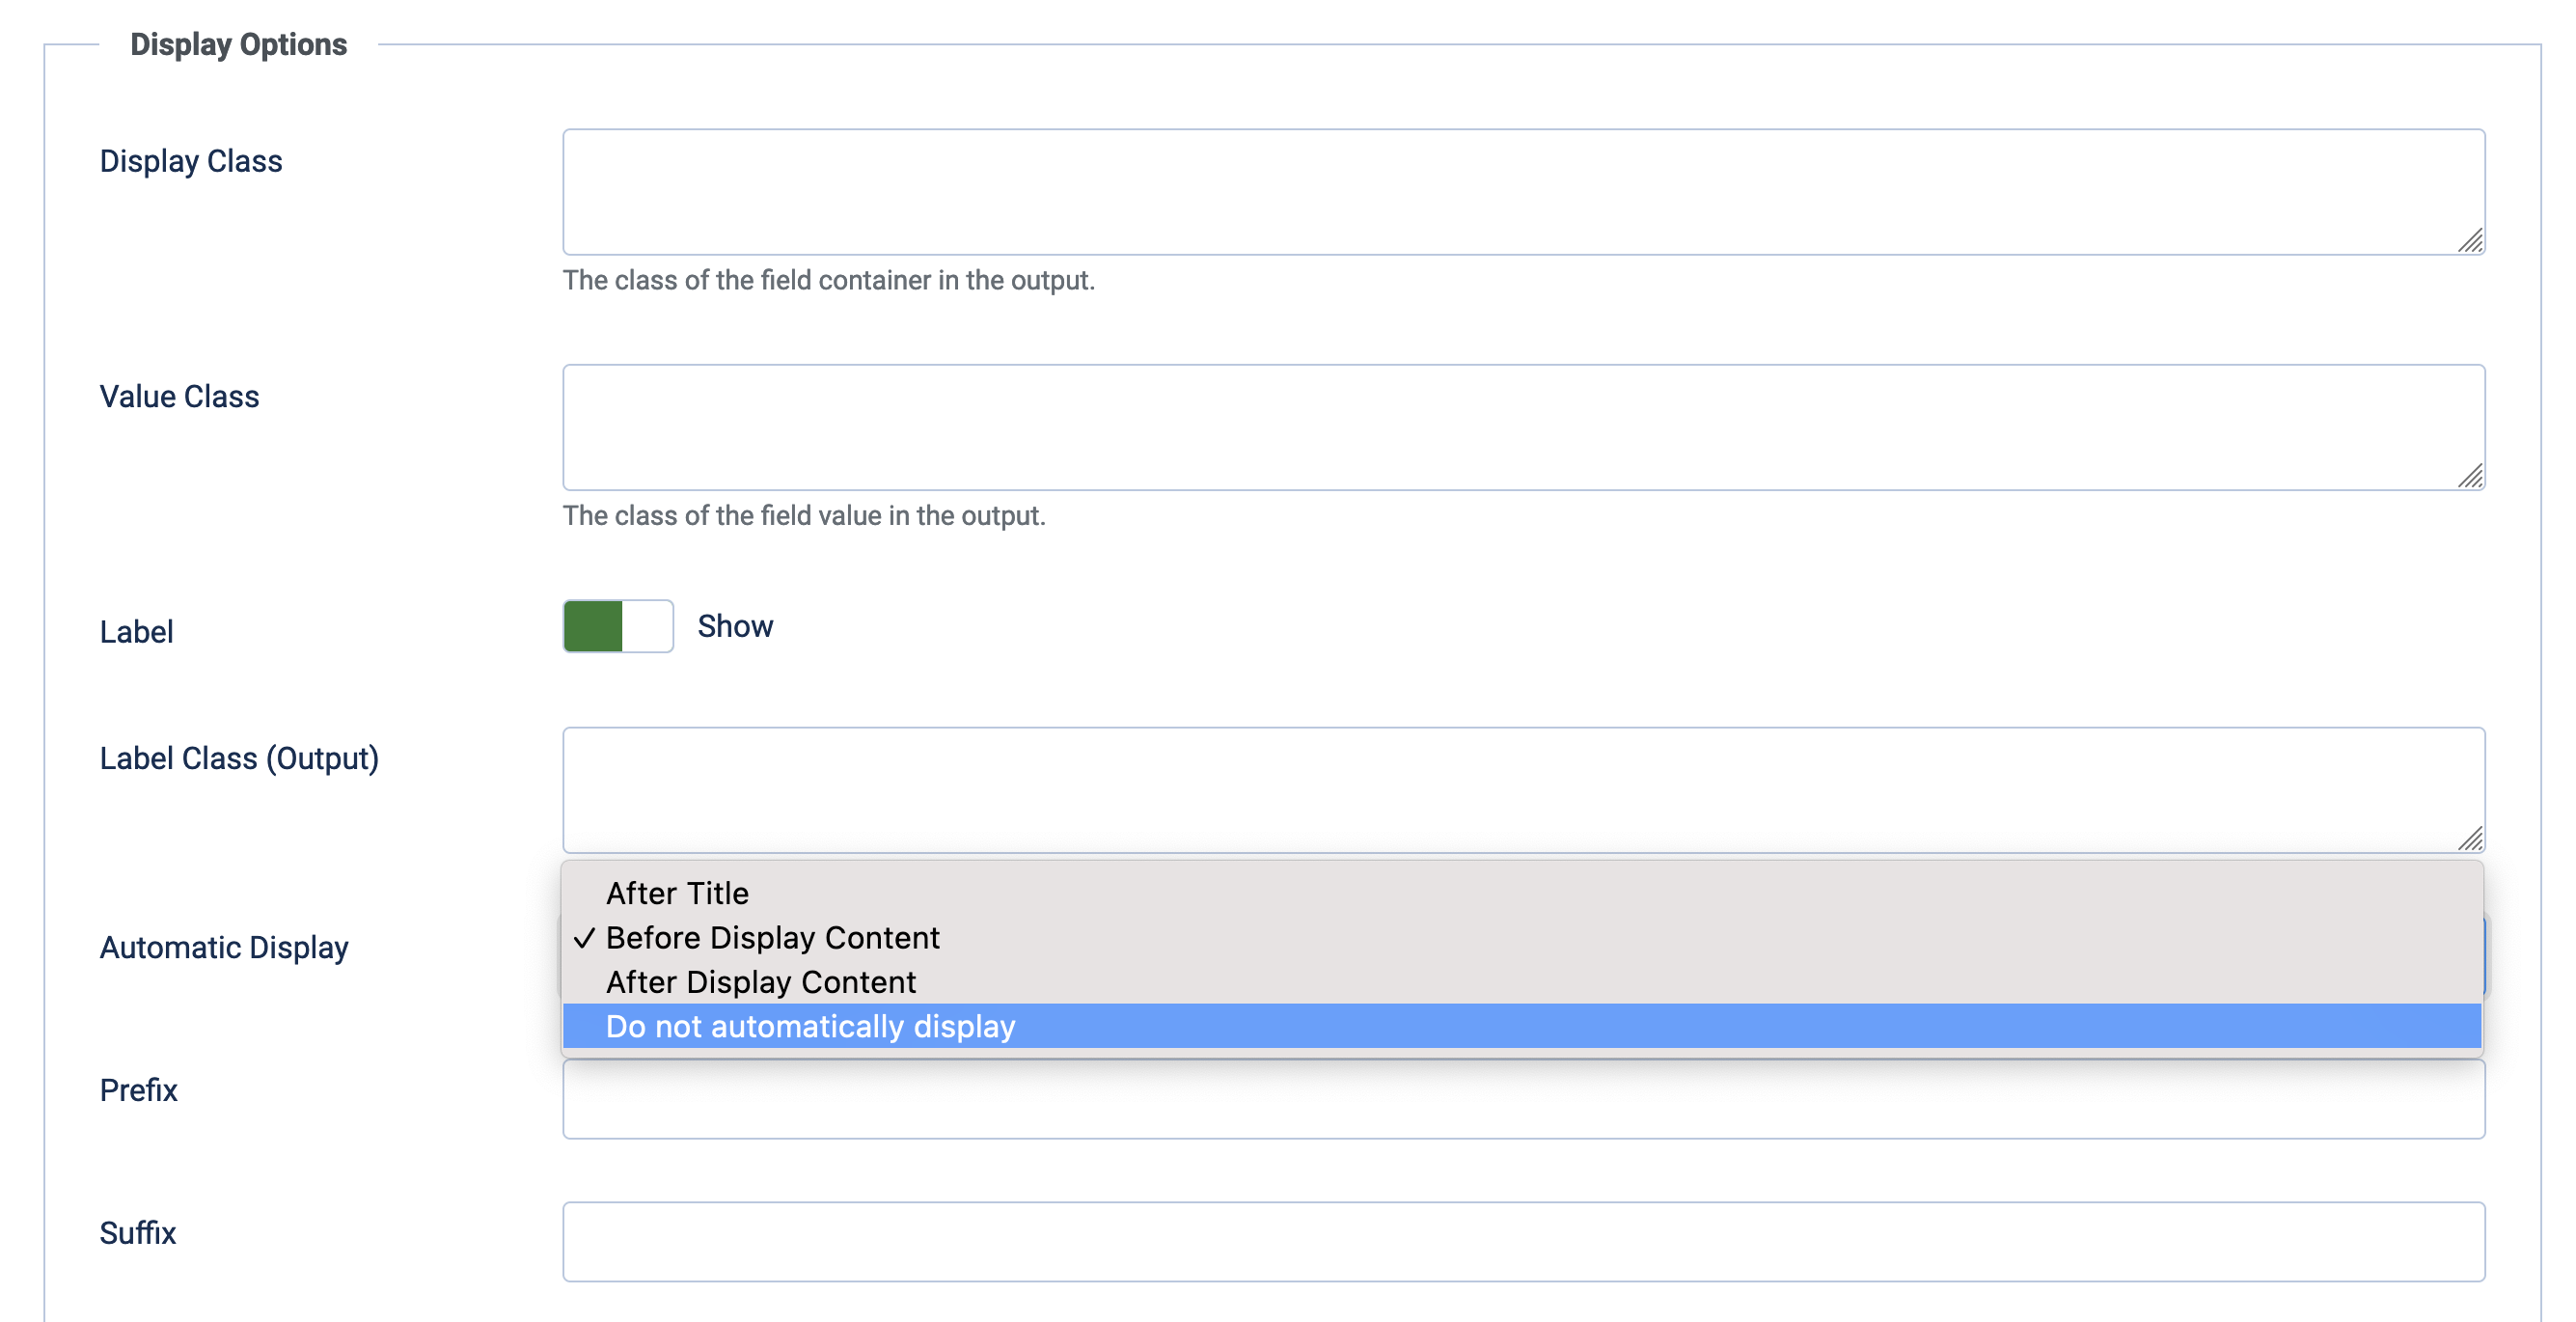 Display Options
Display Class
The class of the field container in the output.
Value Class
The class of the field value in the output.
Label
Show
Label Class (Output)
Automatic Display
After Title
✓ Before Display Content
After Display Content
Do not automatically display
Prefix
Suffix